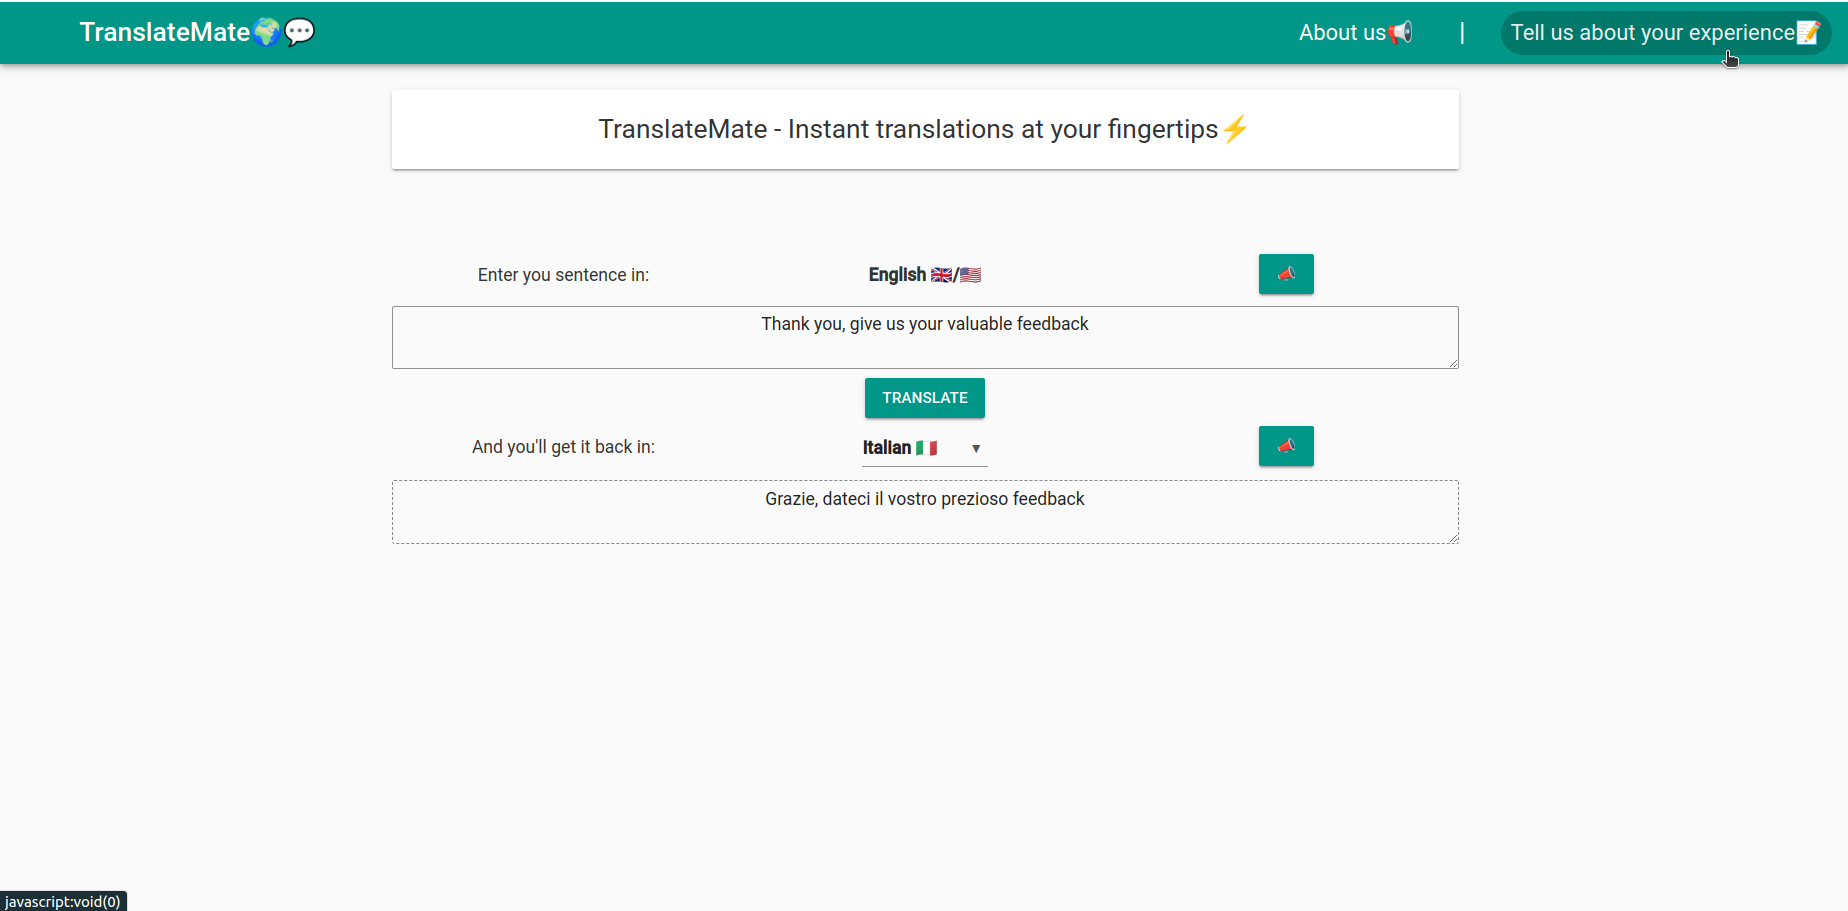 TranslateMate🌍💬
About us📢 | Tell us about your experience📝
TranslateMate - Instant translations at your fingertips⚡
Enter you sentence in: English 🇬🇧/🇺🇸
Thank you, give us your valuable feedback
TRANSLATE
And you'll get it back in: Italian 🇮🇹
Grazie, dateci il vostro prezioso feedback
javascript:void(0)